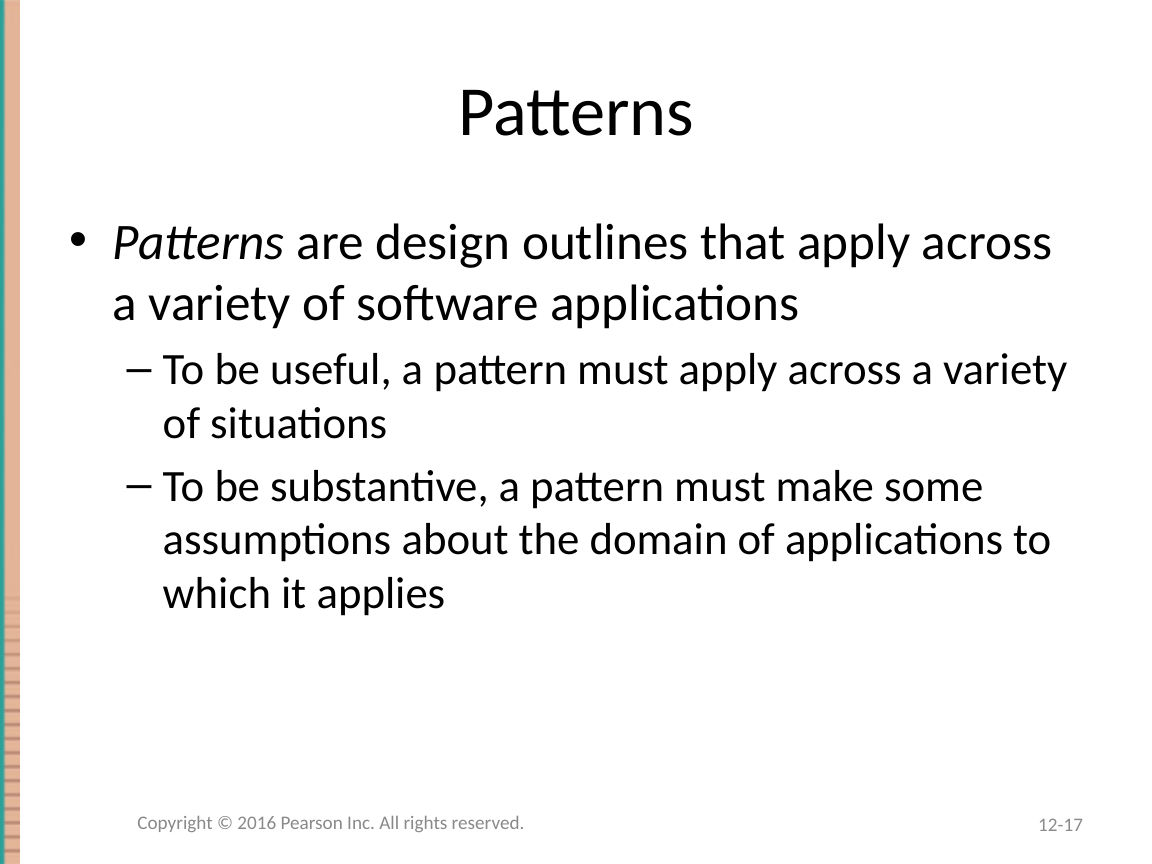 Patterns
• Patterns are design outlines that apply across
a variety of software applications
– To be useful, a pattern must apply across a variety
of situations
– To be substantive, a pattern must make some
assumptions about the domain of applications to
which it applies
Copyright © 2016 Pearson Inc. All rights reserved.
12-17